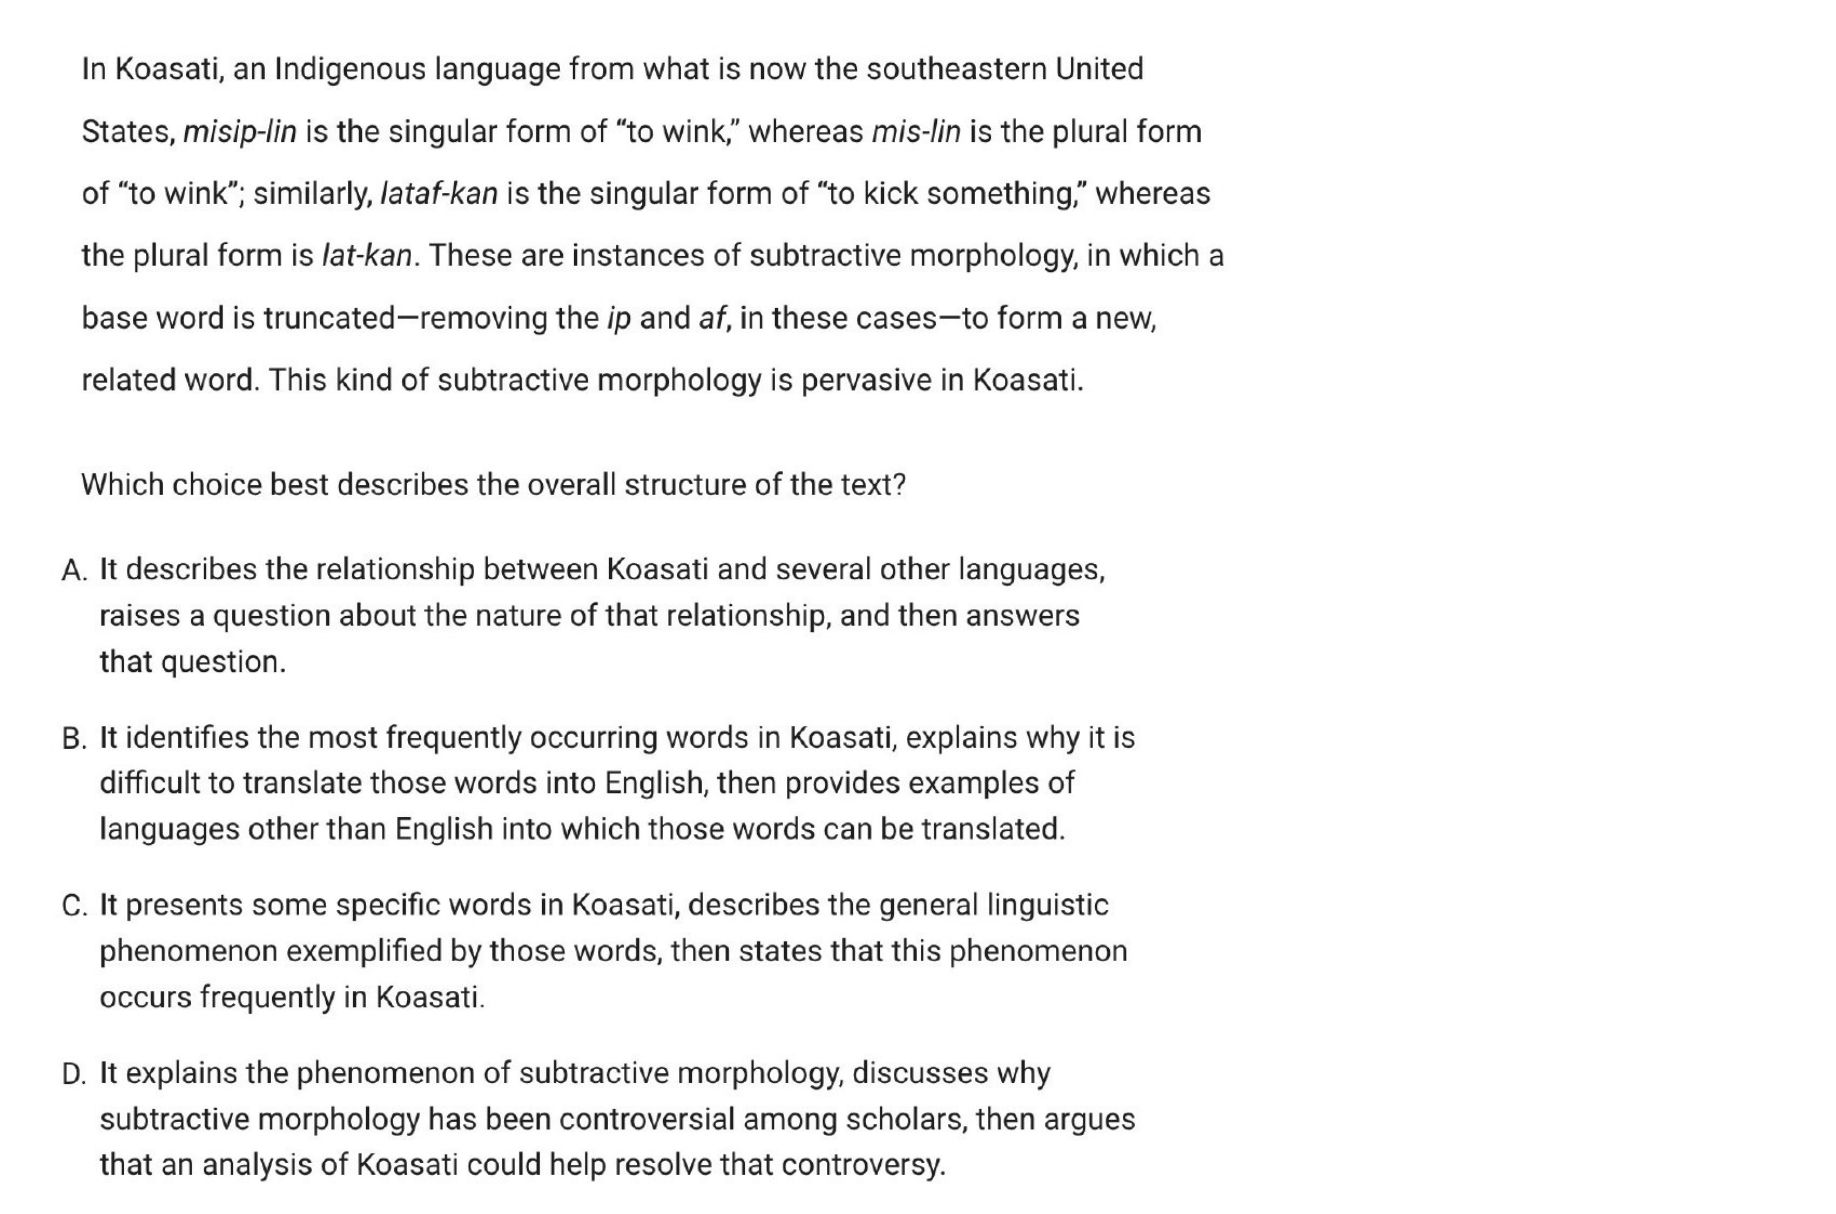 In Koasati, an Indigenous language from what is now the southeastern United
States, misip-lin is the singular form of “to wink,” whereas mis-lin is the plural form
of “to wink”; similarly, lataf-kan is the singular form of “to kick something,” whereas
the plural form is lat-kan. These are instances of subtractive morphology, in which a
base word is truncated—removing the ip and af, in these cases—to form a new,
related word. This kind of subtractive morphology is pervasive in Koasati.
Which choice best describes the overall structure of the text?
A. It describes the relationship between Koasati and several other languages,
raises a question about the nature of that relationship, and then answers
that question.
B. It identifies the most frequently occurring words in Koasati, explains why it is
difficult to translate those words into English, then provides examples of
languages other than English into which those words can be translated.
C. It presents some specific words in Koasati, describes the general linguistic
phenomenon exemplified by those words, then states that this phenomenon
occurs frequently in Koasati.
D. It explains the phenomenon of subtractive morphology, discusses why
subtractive morphology has been controversial among scholars, then argues
that an analysis of Koasati could help resolve that controversy.